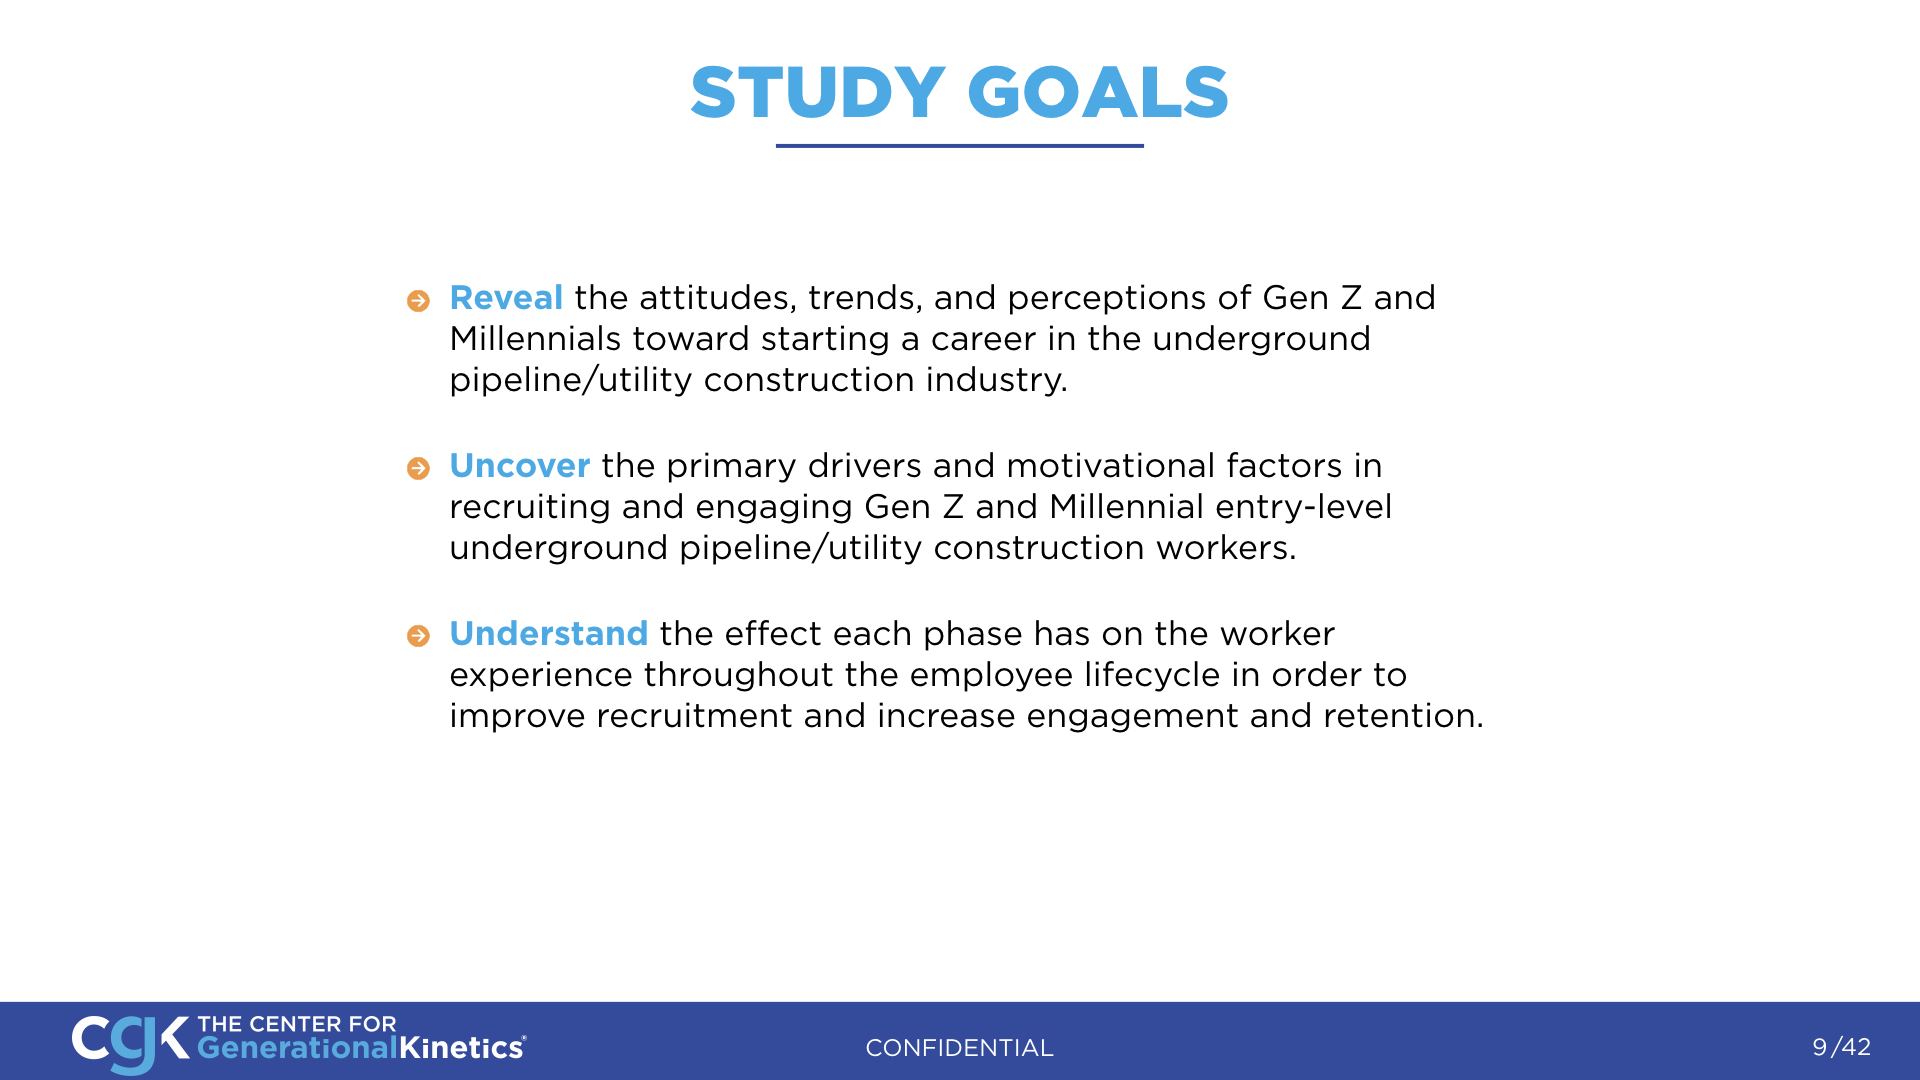 STUDY GOALS
Reveal the attitudes, trends, and perceptions of Gen Z and
Millennials toward starting a career in the underground
pipeline/utility construction industry.
Uncover the primary drivers and motivational factors in
recruiting and engaging Gen Z and Millennial entry-level
underground pipeline/utility construction workers.
Understand the effect each phase has on the worker
experience throughout the employee lifecycle in order to
improve recruitment and increase engagement and retention.
cgk THE CENTER FOR
GenerationalKinetics®
CONFIDENTIAL
9/42